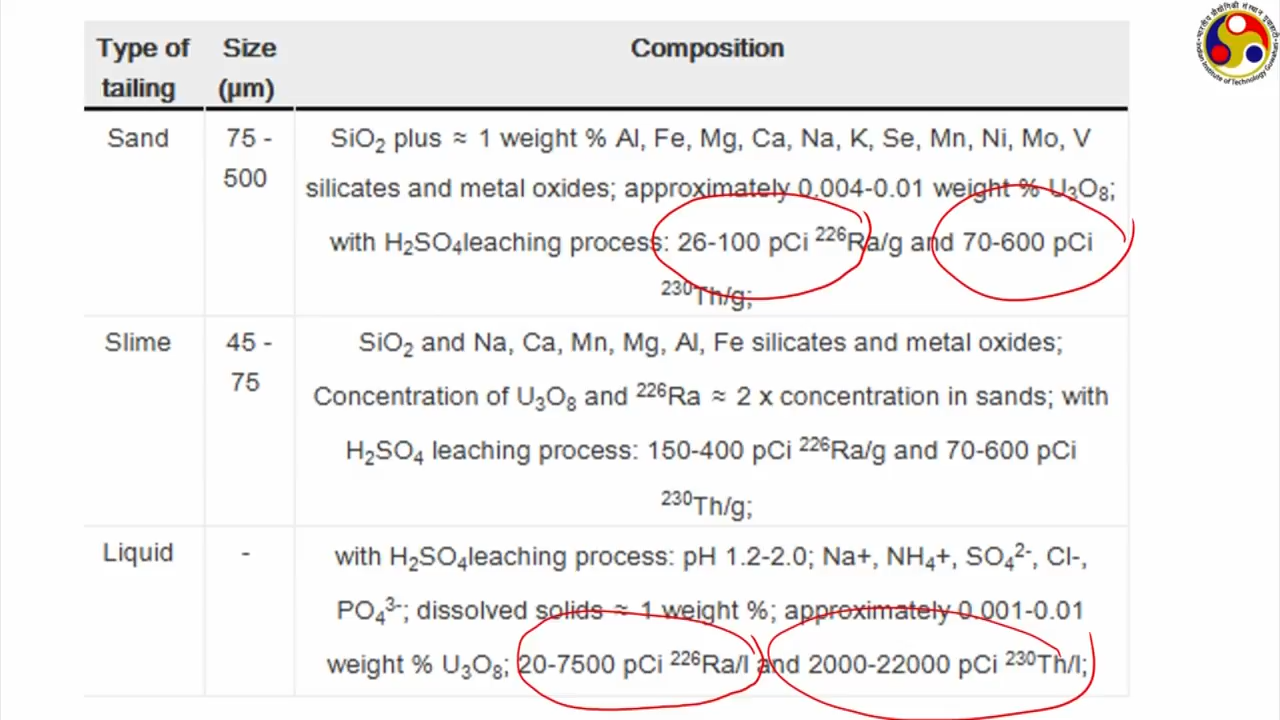 Type of tailing
Size (µm)
Composition
Sand
75 - 500
SiO₂ plus ≈ 1 weight % Al, Fe, Mg, Ca, Na, K, Se, Mn, Ni, Mo, V
silicates and metal oxides; approximately 0.004-0.01 weight % U₃O₈;
with H₂SO₄leaching process: 26-100 pCi ²²⁶Ra/g and 70-600 pCi
²³⁰Th/g;
Slime
45 - 75
SiO₂ and Na, Ca, Mn, Mg, Al, Fe silicates and metal oxides;
Concentration of U₃O₈ and ²²⁶Ra ≈ 2 x concentration in sands; with
H₂SO₄ leaching process: 150-400 pCi ²²⁶Ra/g and 70-600 pCi
²³⁰Th/g;
Liquid
-
with H₂SO₄leaching process: pH 1.2-2.0; Na+, NH₄+, SO₄²⁻, Cl-,
PO₄³⁻; dissolved solids ≈ 1 weight %; approximately 0.001-0.01
weight % U₃O₈; 20-7500 pCi ²²⁶Ra/l and 2000-22000 pCi ²³⁰Th/l;
Indian Institute of Technology Guwahati